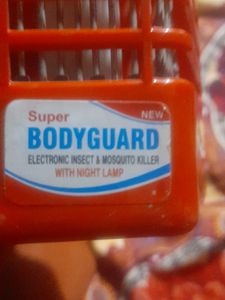 Super NEW
BODYGUARD
ELECTRONIC INSECT & MOSQUITO KILLER
WITH NIGHT LAMP